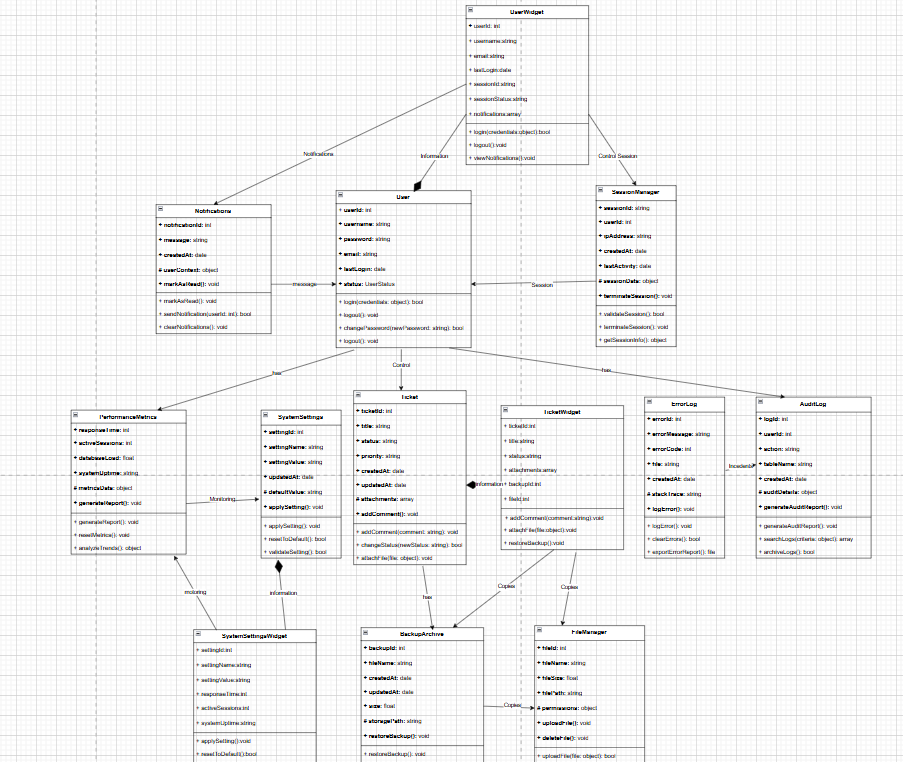 UserWidget
+ userId: int
+ username:string
+ email:string
+ lastLogin:date
+ sessionId:string
+ sessionStatus:string
+ notifications:array
+ login(credentials:object):bool
+ logout():void
+ viewNotifications():void
Notifications
Information
Control Session
Notifications
+ notificationId: int
+ message: string
+ createdAt: date
# userContext: object
+ markAsRead(): void
+ markAsRead(): void
+ sendNotification(userId: int): bool
+ clearNotifications(): void
message
User
+ userId: int
+ username: string
+ password: string
+ email: string
+ lastLogin: date
+ status: UserStatus
+ login(credentials: object): bool
+ logout(): void
+ changePassword(newPassword: string): bool
+ logout(): void
Session
SessionManager
+ sessionId: string
+ userId: int
+ ipAddress: string
+ createdAt: date
+ lastActivity: date
# sessionData: object
+ terminateSession(): void
+ validateSession(): bool
+ terminateSession(): void
+ getSessionInfo(): object
has
Control
has
PerformanceMetrics
+ responseTime: int
+ activeSessions: int
+ databaseLoad: float
+ systemUptime: string
# metricsData: object
+ generateReport(): void
+ generateReport(): void
+ resetMetrics(): void
+ analyzeTrends(): object
Monitoring
SystemSettings
+ settingId: int
+ settingName: string
+ settingValue: string
+ updatedAt: date
# defaultValue: string
+ applySetting(): void
+ applySetting(): void
+ resetToDefault(): bool
+ validateSetting(): bool
Ticket
+ ticketId: int
+ title: string
+ status: string
+ priority: string
+ createdAt: date
+ updatedAt: date
# attachments: array
+ addComment(): void
+ addComment(comment: string): void
+ changeStatus(newStatus: string): bool
+ attachFile(file: object): void
information
TicketWidget
+ ticketId:int
+ title:string
+ status:string
+ attachments:array
+ backupId:int
+ fileId:int
+ addComment(comment:string):void
+ attachFile(file:object):void
+ restoreBackup():void
ErrorLog
+ errorId: int
+ errorMessage: string
+ errorCode: int
+ file: string
+ createdAt: date
# stackTrace: string
+ logError(): void
+ logError(): void
+ clearErrors(): bool
+ exportErrorReport(): file
Incidents
AuditLog
+ logId: int
+ userId: int
+ action: string
+ tableName: string
+ createdAt: date
# auditDetails: object
+ generateAuditReport(): void
+ generateAuditReport(): void
+ searchLogs(criteria: object): array
+ archiveLogs(): bool
motoring
information
has
Copies
Copies
SystemSettingsWidget
+ settingId:int
+ settingName:string
+ settingValue:string
+ responseTime:int
+ activeSessions:int
+ systemUptime:string
+ applySetting():void
+ resetToDefault():bool
BackupArchive
+ backupId: int
+ fileName: string
+ createdAt: date
+ updatedAt: date
+ size: float
# storagePath: string
+ restoreBackup(): void
+ restoreBackup(): void
Copies
FileManager
+ fileId: int
+ fileName: string
+ fileSize: float
+ filePath: string
# permissions: object
+ uploadFile(): void
+ deleteFile(): void
+ uploadFile(file: object): bool